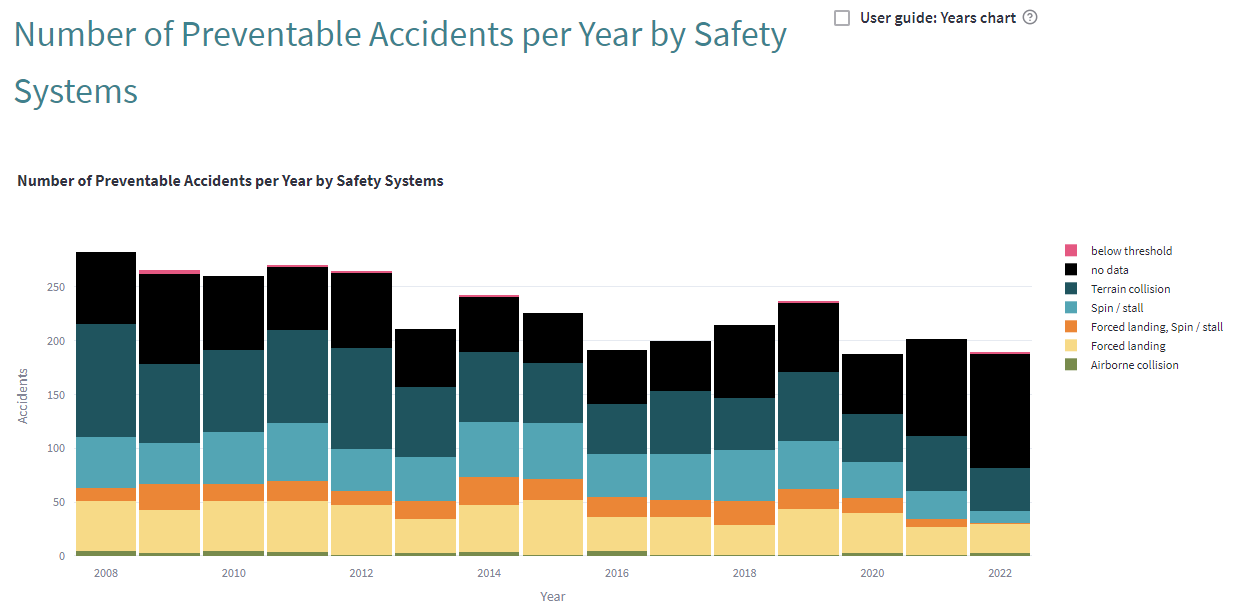 Number of Preventable Accidents per Year by Safety
Systems
User guide: Years chart
Number of Preventable Accidents per Year by Safety Systems
below threshold
no data
Terrain collision
Spin / stall
Forced landing, Spin / stall
Forced landing
Airborne collision
Accidents
250
200
150
100
50
0
2008 2010 2012 2014 2016 2018 2020 2022
Year